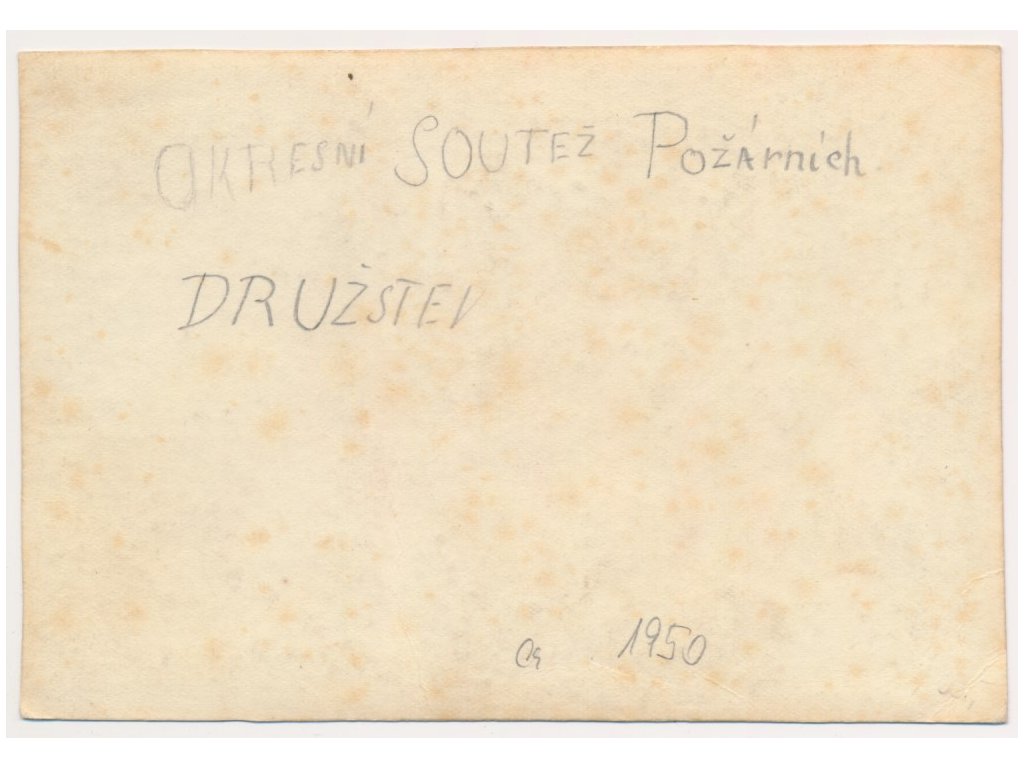 OKRESNÍ SOUTEŽ POŽÁrních
DRUŽSTEV
Ca 1950